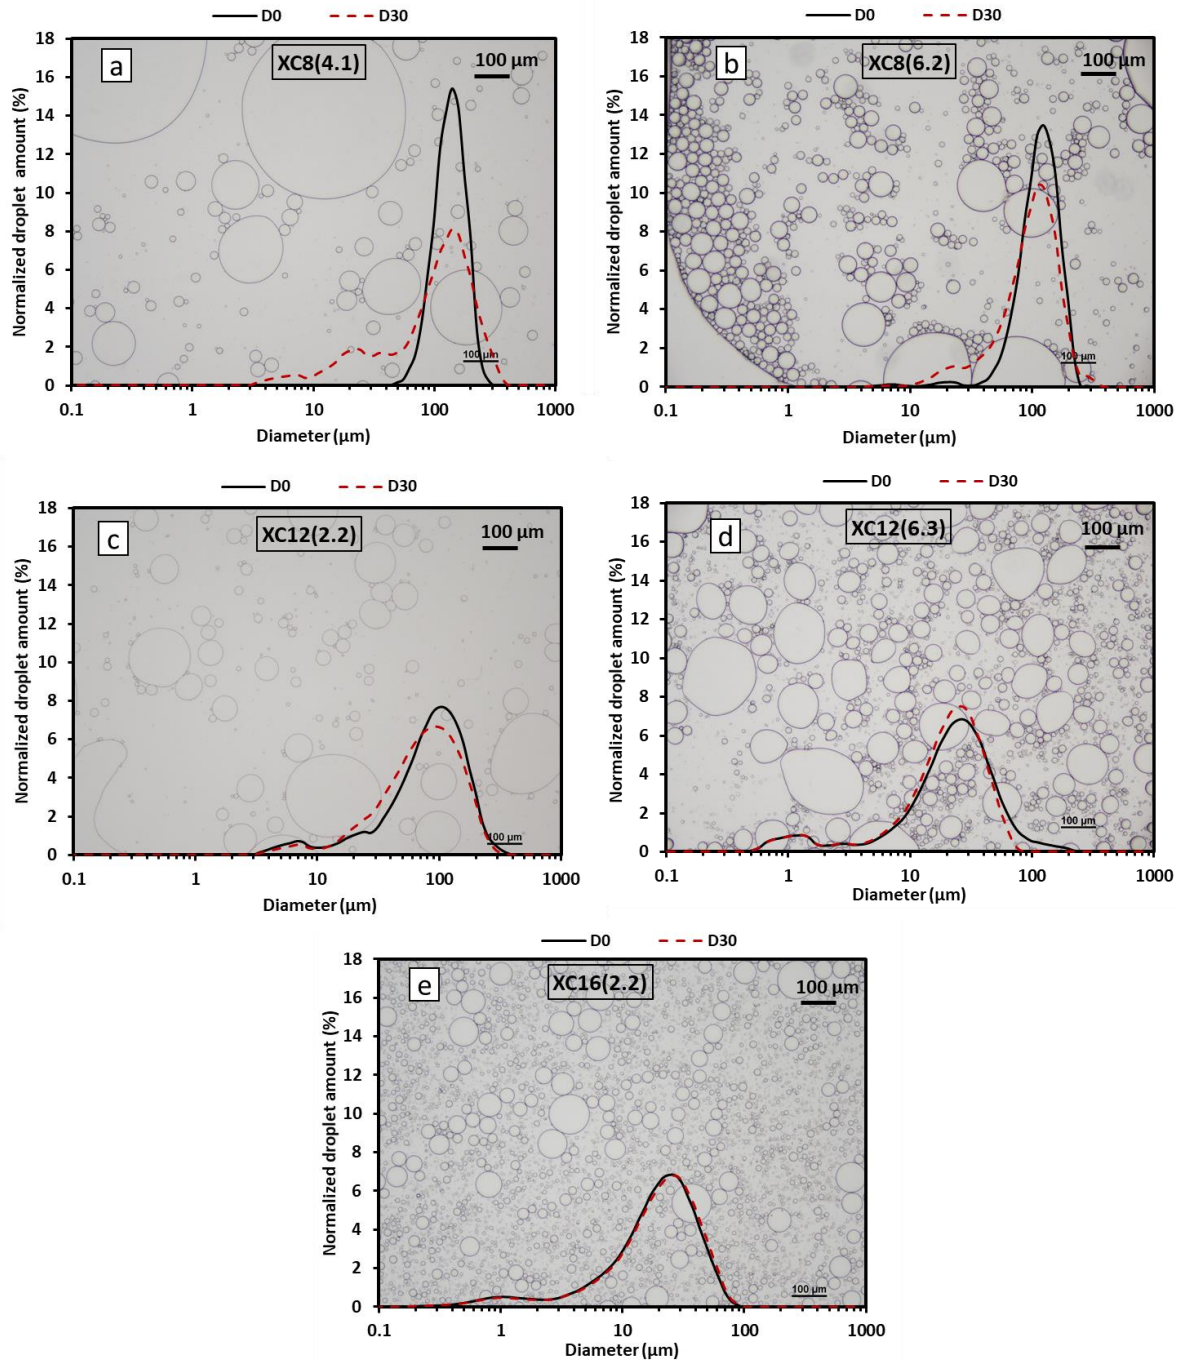 D0 D30
D0 D30
a
XC8(4.1)
100 µm
18
16
14
12
10
8
6
4
2
0
Normalized droplet amount (%)
100 µm
0.1 1 10 100 1000
Diameter (µm)
b
XC8(6.2)
100 µm
18
16
14
12
10
8
6
4
2
0
Normalized droplet amount (%)
100 µm
0.1 1 10 100 1000
Diameter (µm)
D0 D30
c
XC12(2.2)
100 µm
18
16
14
12
10
8
6
4
2
0
Normalized droplet amount (%)
100 µm
0.1 1 10 100 1000
Diameter (µm)
D0 D30
d
XC12(6.3)
100 µm
18
16
14
12
10
8
6
4
2
0
Normalized droplet amount (%)
100 µm
0.1 1 10 100 1000
Diameter (µm)
D0 D30
e
XC16(2.2)
100 µm
18
16
14
12
10
8
6
4
2
0
Normalized droplet amount (%)
100 µm
0.1 1 10 100 1000
Diameter (µm)